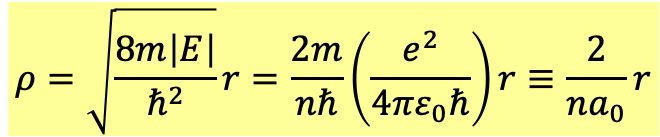 ρ = √(8m|E|/ħ²) r = 2m/nħ (e²/4πε₀ħ) r ≡ 2/na₀ r